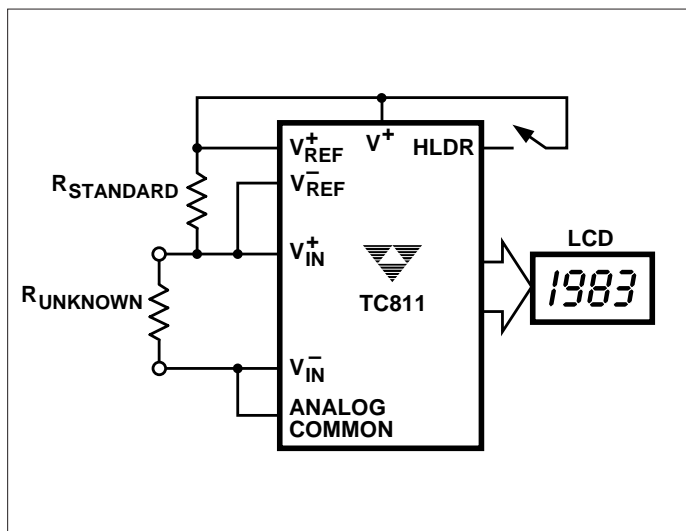 V+REF
V+
HLDR
V−REF
RSTANDARD
V+IN
LCD
1983
RUNKNOWN
TC811
V−IN
ANALOG
COMMON